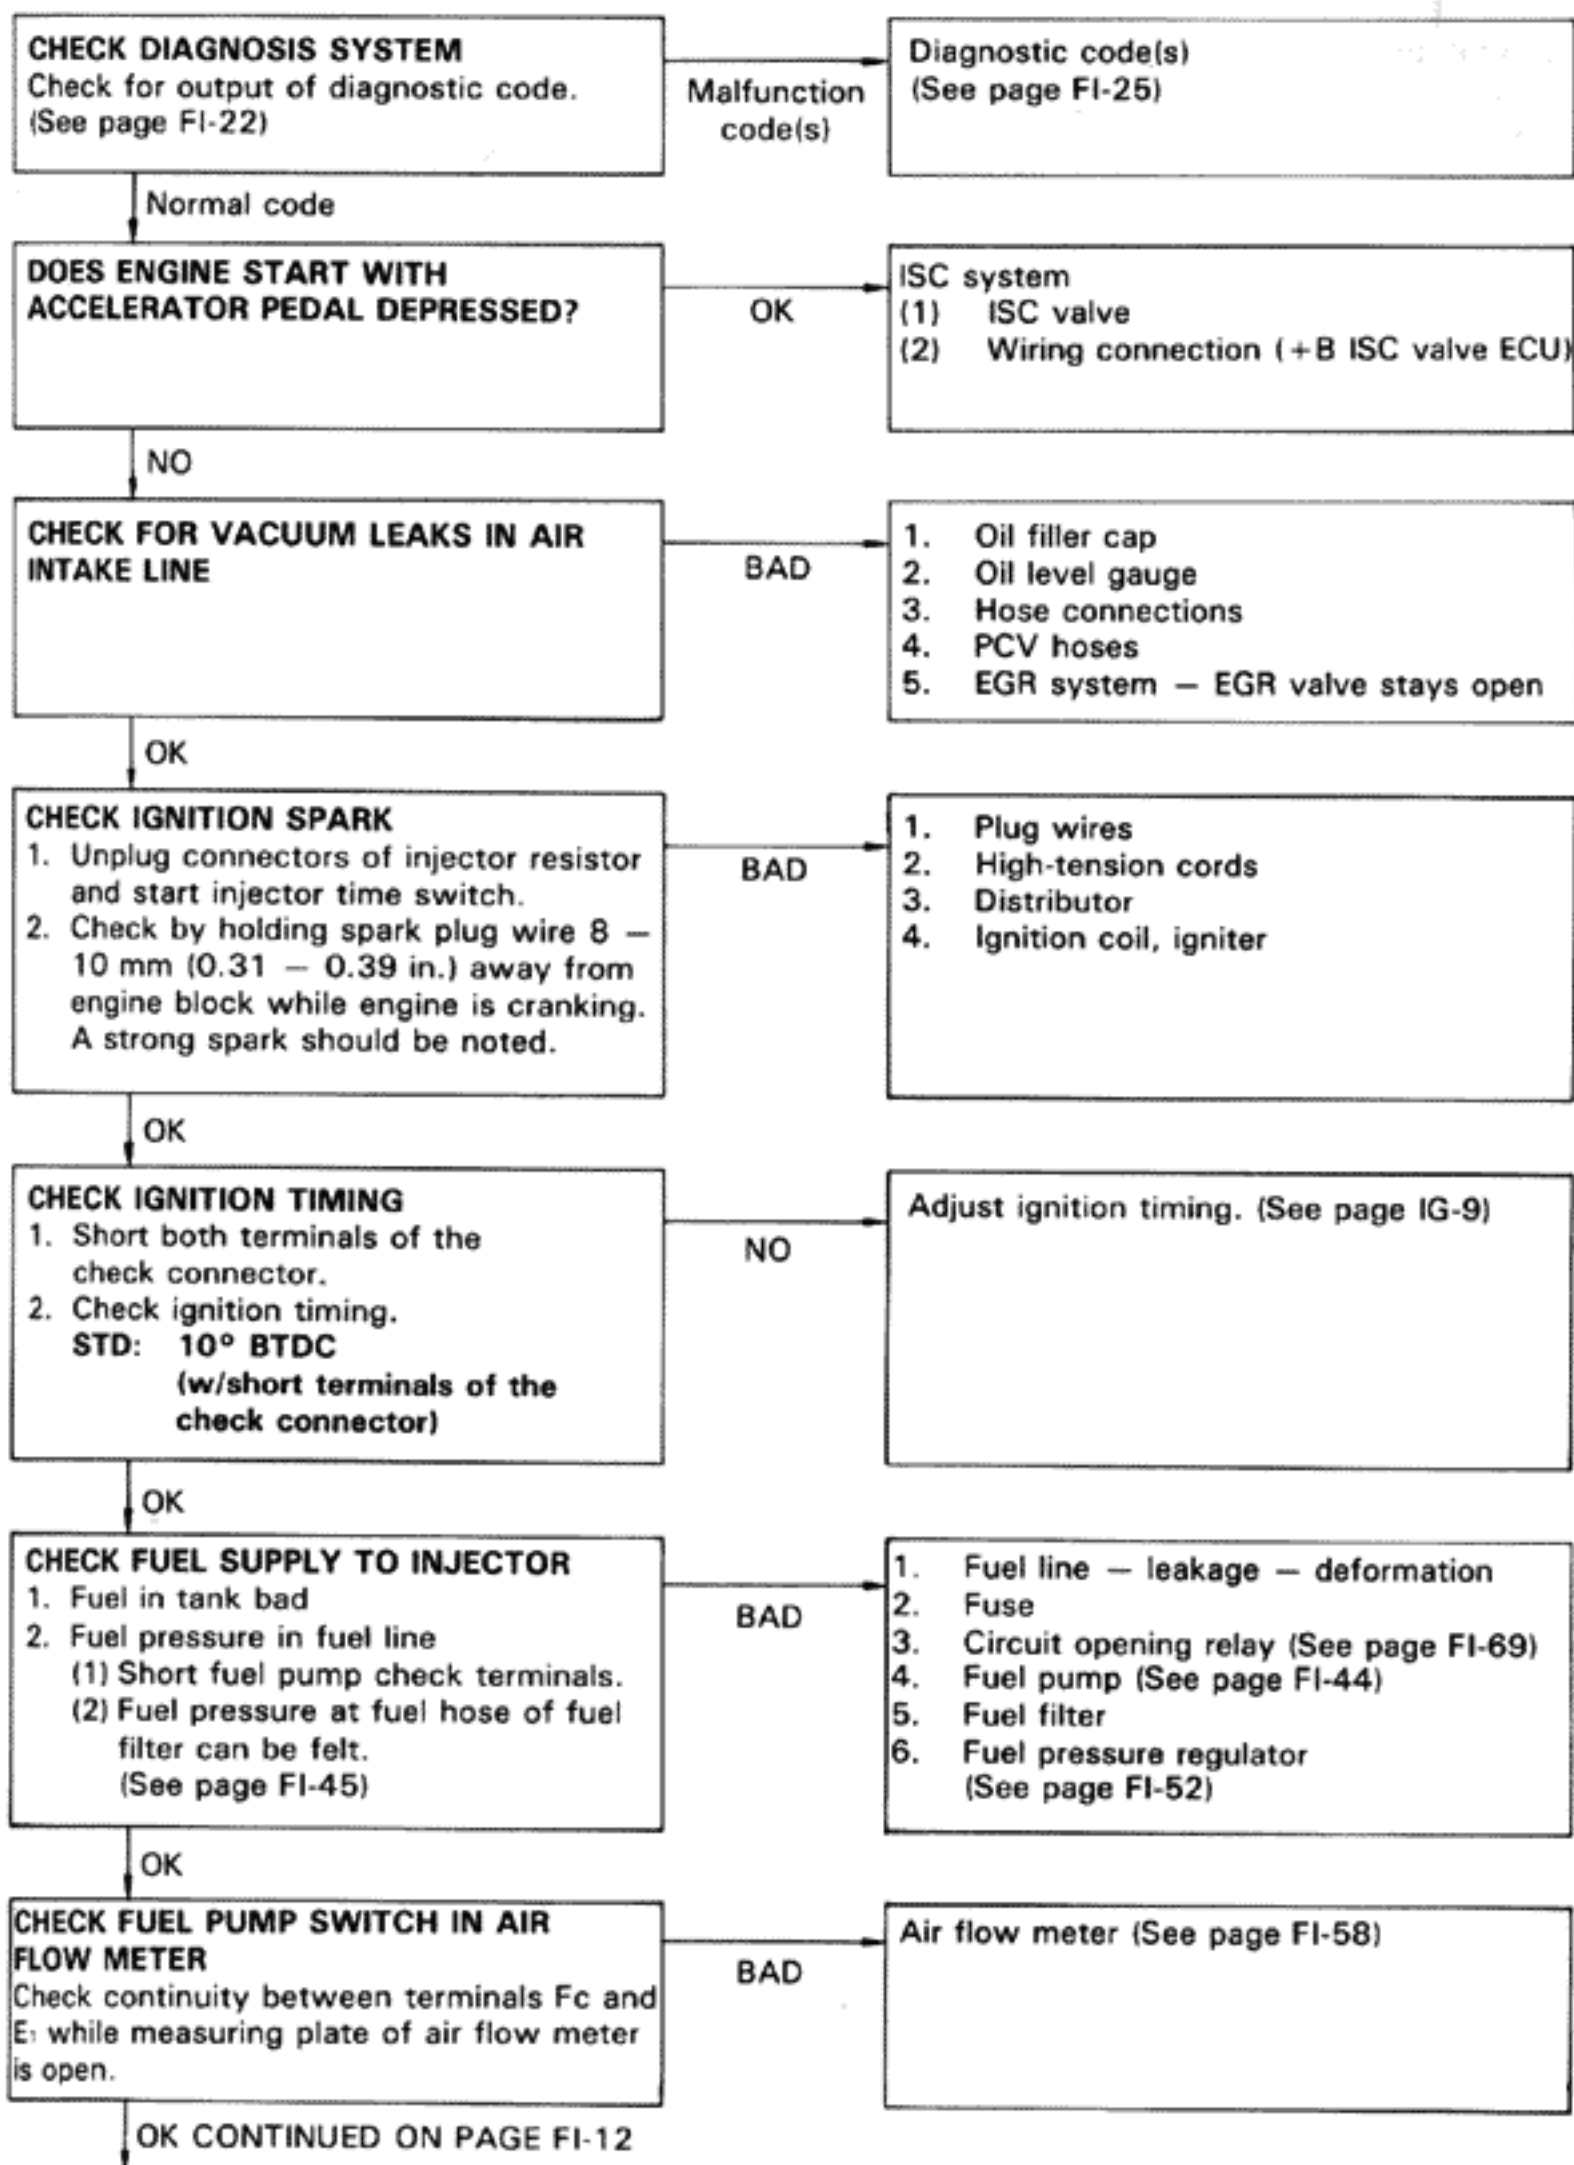 CHECK DIAGNOSIS SYSTEM
Check for output of diagnostic code.
(See page FI-22)
Malfunction
code(s)
Diagnostic code(s)
(See page FI-25)
Normal code
DOES ENGINE START WITH
ACCELERATOR PEDAL DEPRESSED?
OK
ISC system
(1) ISC valve
(2) Wiring connection (+B ISC valve ECU)
NO
CHECK FOR VACUUM LEAKS IN AIR
INTAKE LINE
BAD
1. Oil filler cap
2. Oil level gauge
3. Hose connections
4. PCV hoses
5. EGR system — EGR valve stays open
OK
CHECK IGNITION SPARK
1. Unplug connectors of injector resistor
and start injector time switch.
2. Check by holding spark plug wire 8 —
10 mm (0.31 — 0.39 in.) away from
engine block while engine is cranking.
A strong spark should be noted.
BAD
1. Plug wires
2. High-tension cords
3. Distributor
4. Ignition coil, igniter
OK
CHECK IGNITION TIMING
1. Short both terminals of the
check connector.
2. Check ignition timing.
STD: 10° BTDC
(w/short terminals of the
check connector)
NO
Adjust ignition timing. (See page IG-9)
OK
CHECK FUEL SUPPLY TO INJECTOR
1. Fuel in tank bad
2. Fuel pressure in fuel line
(1) Short fuel pump check terminals.
(2) Fuel pressure at fuel hose of fuel
filter can be felt.
(See page FI-45)
BAD
1. Fuel line — leakage — deformation
2. Fuse
3. Circuit opening relay (See page FI-69)
4. Fuel pump (See page FI-44)
5. Fuel filter
6. Fuel pressure regulator
(See page FI-52)
OK
CHECK FUEL PUMP SWITCH IN AIR
FLOW METER
Check continuity between terminals Fc and
E₁ while measuring plate of air flow meter
is open.
BAD
Air flow meter (See page FI-58)
OK CONTINUED ON PAGE FI-12